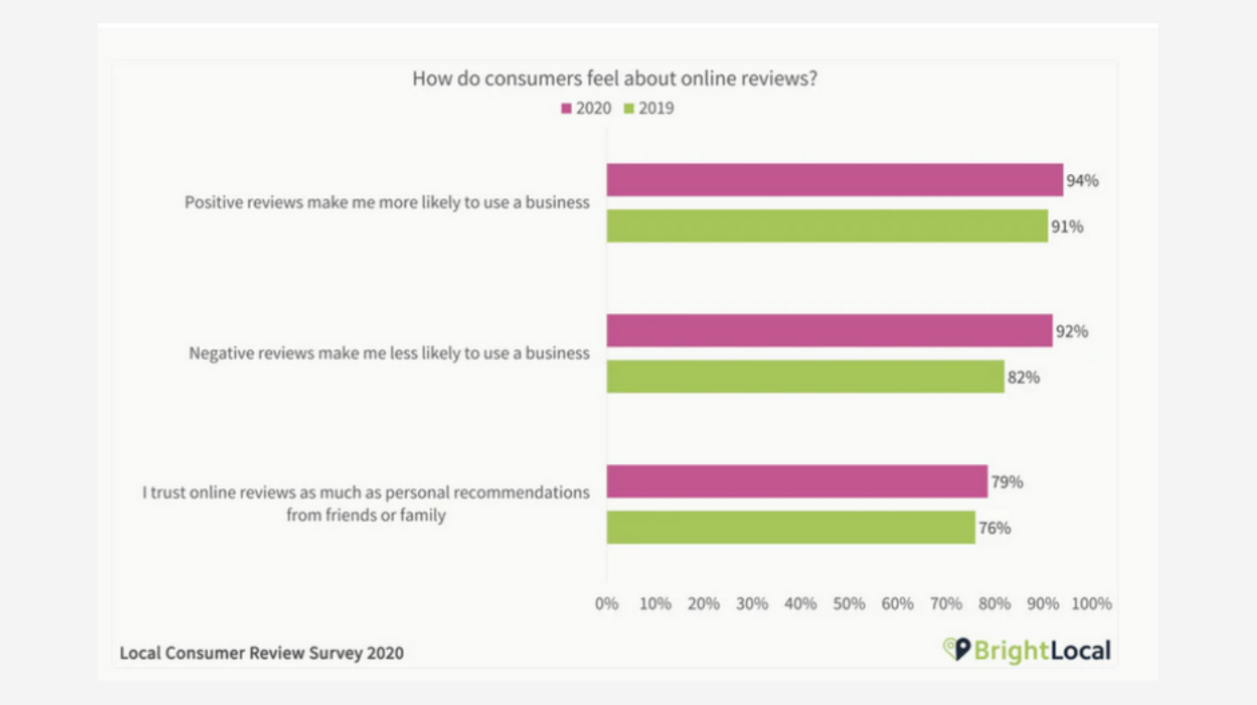 How do consumers feel about online reviews?
2020 2019
Positive reviews make me more likely to use a business
94%
91%
Negative reviews make me less likely to use a business
92%
82%
I trust online reviews as much as personal recommendations
from friends or family
79%
76%
0% 10% 20% 30% 40% 50% 60% 70% 80% 90% 100%
Local Consumer Review Survey 2020
BrightLocal